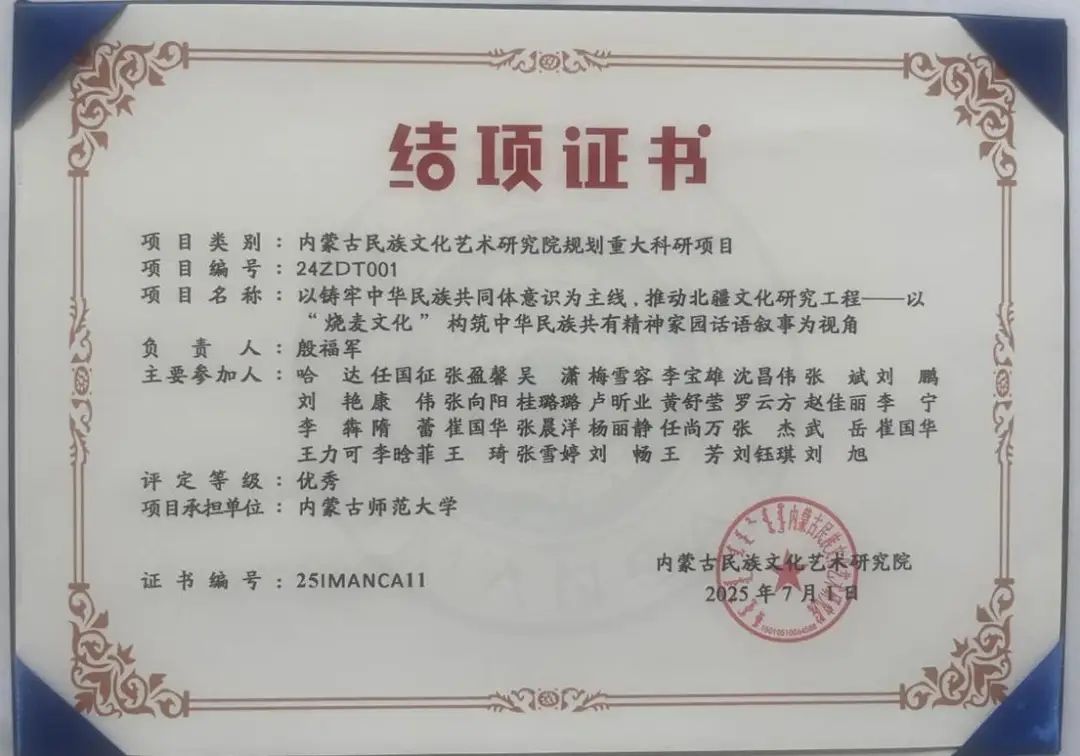 结项证书
项目类别：内蒙古民族文化艺术研究院规划重大科研项目
项目编号：24ZDT001
项目名称：以铸牢中华民族共同体意识为主线，推动北疆文化研究工程——以
“烧麦文化”构筑中华民族共有精神家园话语叙事为视角
负责人：殷福军
主要参加人：哈　达 任国征 张盈馨 吴　潇 梅雪容 李宝雄 沈昌伟 张　斌 刘　鹏
刘　艳 康　伟 张向阳 桂璐璐 卢昕业 黄舒莹 罗云方 赵佳丽 李　宁
李　犇 隋　蕾 崔国华 张晨洋 杨丽静 任尚万 张　杰 武　岳 崔国华
王力可 李晗菲 王　琦 张雪婷 刘　畅 王　芳 刘钰琪 刘　旭
评定等级：优秀
项目承担单位：内蒙古师范大学
内蒙古民族文化艺术研究院
证书编号：25IMANCA11
2025年7月1日